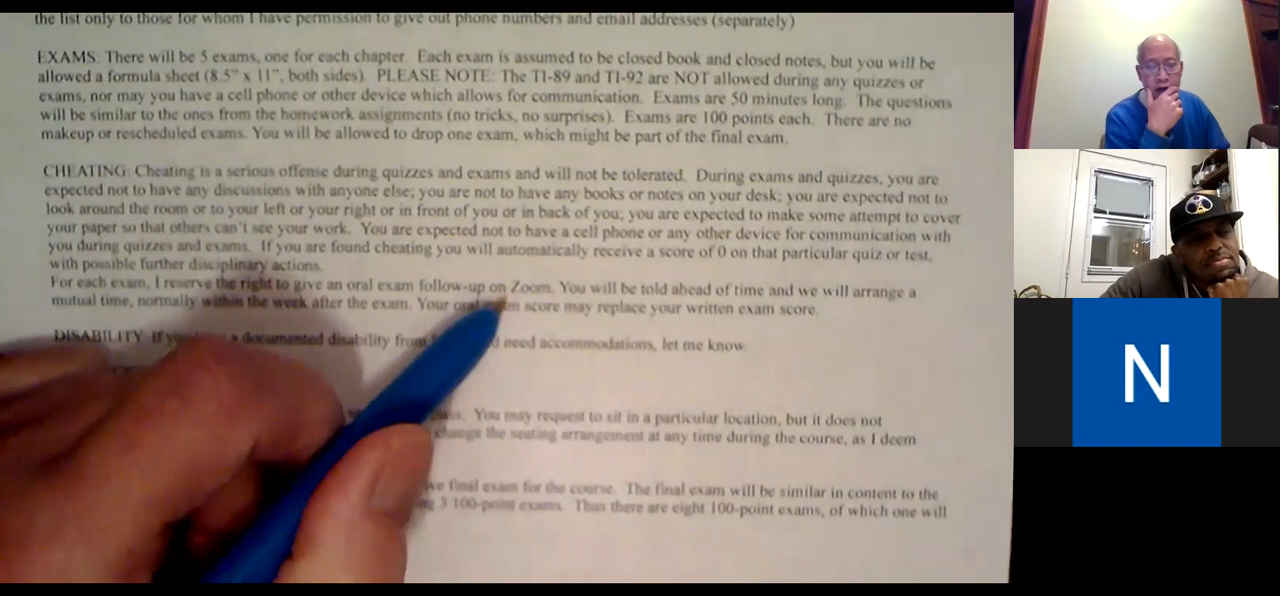 the list only to those for whom I have permission to give out phone numbers and email addresses (separately)
EXAMS: There will be 5 exams, one for each chapter. Each exam is assumed to be closed book and closed notes, but you will be
allowed a formula sheet (8.5" x 11", both sides). PLEASE NOTE: The TI-89 and TI-92 are NOT allowed during any quizzes or
exams, nor may you have a cell phone or other device which allows for communication. Exams are 50 minutes long. The questions
will be similar to the ones from the homework assignments (no tricks, no surprises). Exams are 100 points each. There are no
makeup or rescheduled exams. You will be allowed to drop one exam, which might be part of the final exam.
CHEATING: Cheating is a serious offense during quizzes and exams and will not be tolerated. During exams and quizzes, you are
expected not to have any discussions with anyone else; you are not to have any books or notes on your desk; you are expected not to
look around the room or to your left or your right or in front of you or in back of you; you are expected to make some attempt to cover
your paper so that others can't see your work. You are expected not to have a cell phone or any other device for communication with
you during quizzes and exams. If you are found cheating you will automatically receive a score of 0 on that particular quiz or test,
with possible further disciplinary actions.
For each exam, I reserve the right to give an oral exam follow-up on Zoom. You will be told ahead of time and we will arrange a
mutual time, normally within the week after the exam. Your oral exam score may replace your written exam score.
DISABILITY: If you a documented disability from need accommodations, let me know.
You may request to sit in a particular location, but it does not
change the seating arrangement at any time during the course, as I deem
final exam for the course. The final exam will be similar in content to the
3 100-point exams. Thus there are eight 100-point exams, of which one will
N